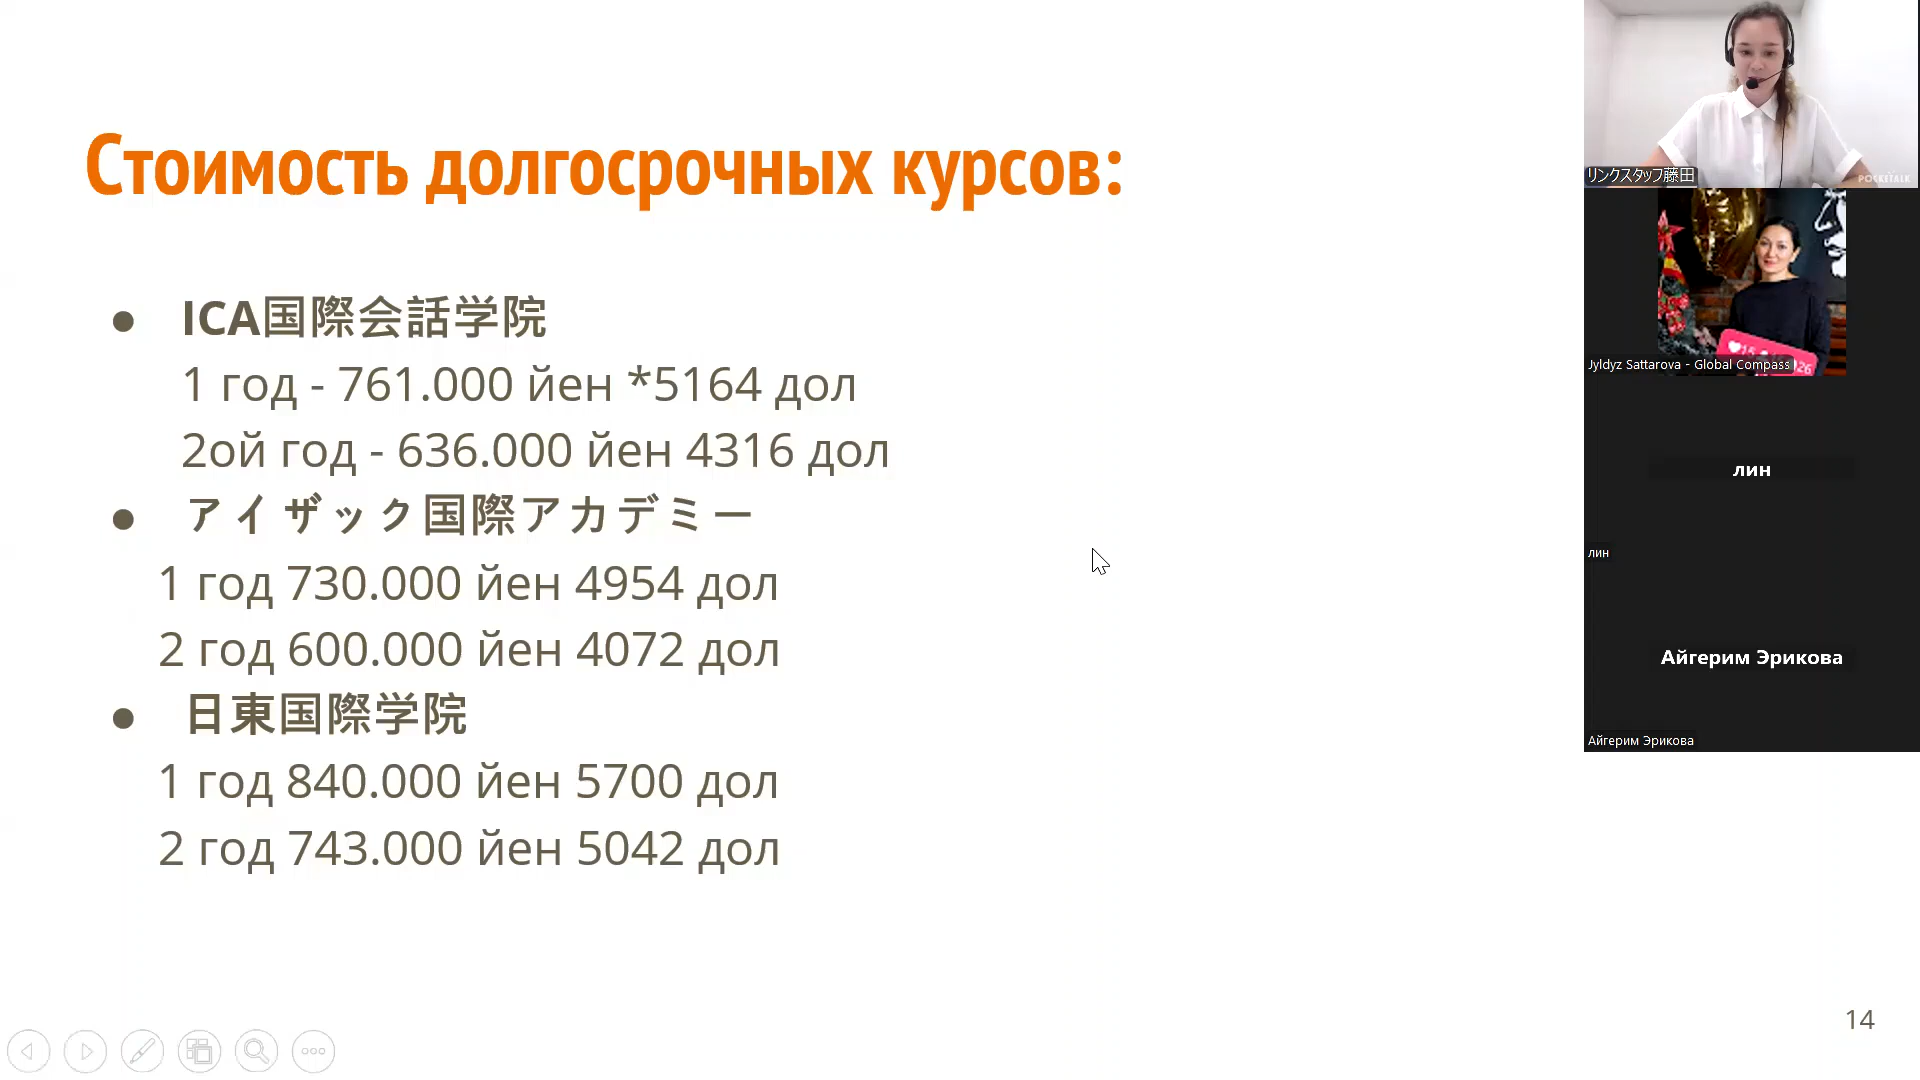 Стоимость долгосрочных курсов:
● ICA国際会話学院
1 год - 761.000 йен *5164 дол
2ой год - 636.000 йен 4316 дол
● アイザック国際アカデミー
1 год 730.000 йен 4954 дол
2 год 600.000 йен 4072 дол
● 日東国際学院
1 год 840.000 йен 5700 дол
2 год 743.000 йен 5042 дол
14
リンクスタッフ藤田
POCKETALK
Jyldyz Sattarova - Global Compass
лин
лин
Айгерим Эрикова
Айгерим Эрикова